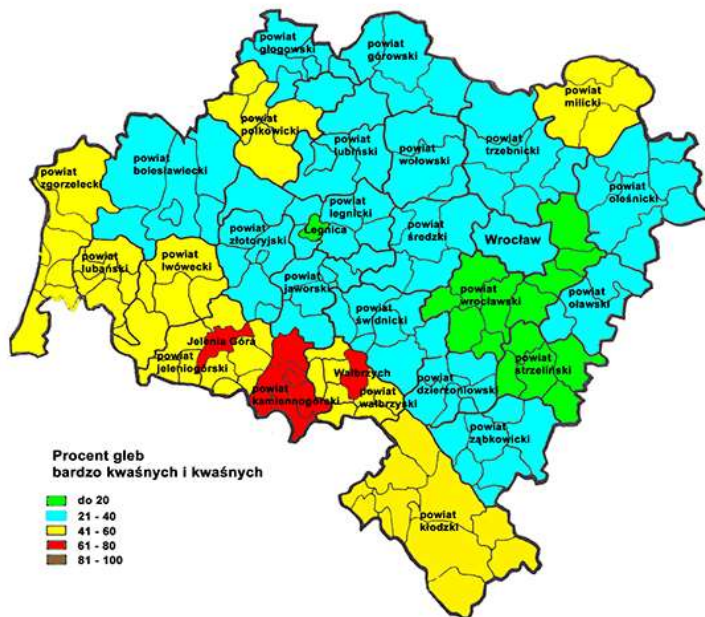 powiat
głogowski
powiat
górowski
powiat
milicki
powiat
polkowicki
powiat
lubiński
powiat
wołowski
powiat
trzebnicki
powiat
zgorzelecki
powiat
bolesławiecki
powiat
oleśnicki
powiat
legnicki
Legnica
powiat
złotoryjski
powiat
średzki
Wrocław
powiat
lubański
powiat
lwówecki
powiat
jaworski
powiat
wrocławski
powiat
oławski
powiat
świdnicki
Jelenia Góra
powiat
jeleniogórski
powiat
kamiennogórski
Wałbrzych
powiat
wałbrzyski
powiat
dzierżoniowski
powiat
strzeliński
powiat
ząbkowicki
powiat
kłodzki
Procent gleb
bardzo kwaśnych i kwaśnych
do 20
21 - 40
41 - 60
61 - 80
81 - 100